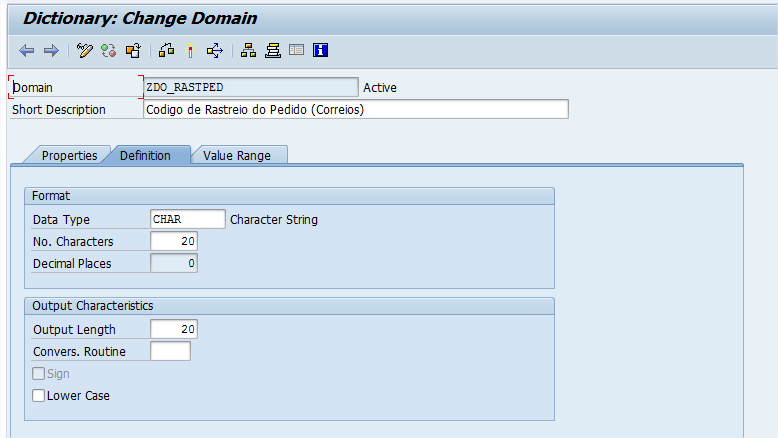 Dictionary: Change Domain
Domain ZDO_RASTPED Active
Short Description Codigo de Rastreio do Pedido (Correios)
Properties Definition Value Range
Format
Data Type CHAR Character String
No. Characters 20
Decimal Places 0
Output Characteristics
Output Length 20
Convers. Routine
Sign
Lower Case